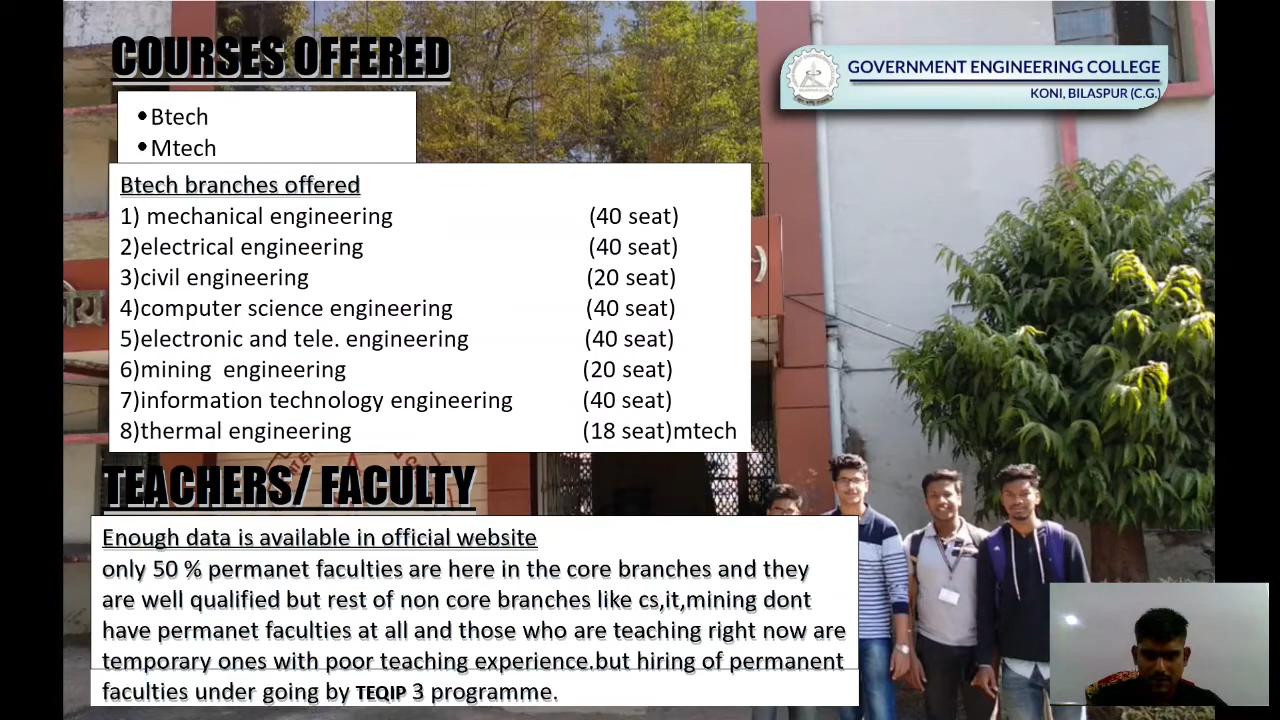 COURSES OFFERED
GOVERNMENT ENGINEERING COLLEGE
KONI, BILASPUR (C.G.)
• Btech
• Mtech
Btech branches offered
1) mechanical engineering (40 seat)
2)electrical engineering (40 seat)
3)civil engineering (20 seat)
4)computer science engineering (40 seat)
5)electronic and tele. engineering (40 seat)
6)mining engineering (20 seat)
7)information technology engineering (40 seat)
8)thermal engineering (18 seat)mtech
TEACHERS/ FACULTY
Enough data is available in official website
only 50 % permanet faculties are here in the core branches and they
are well qualified but rest of non core branches like cs,it,mining dont
have permanet faculties at all and those who are teaching right now are
temporary ones with poor teaching experience.but hiring of permanent
faculties under going by TEQIP 3 programme.